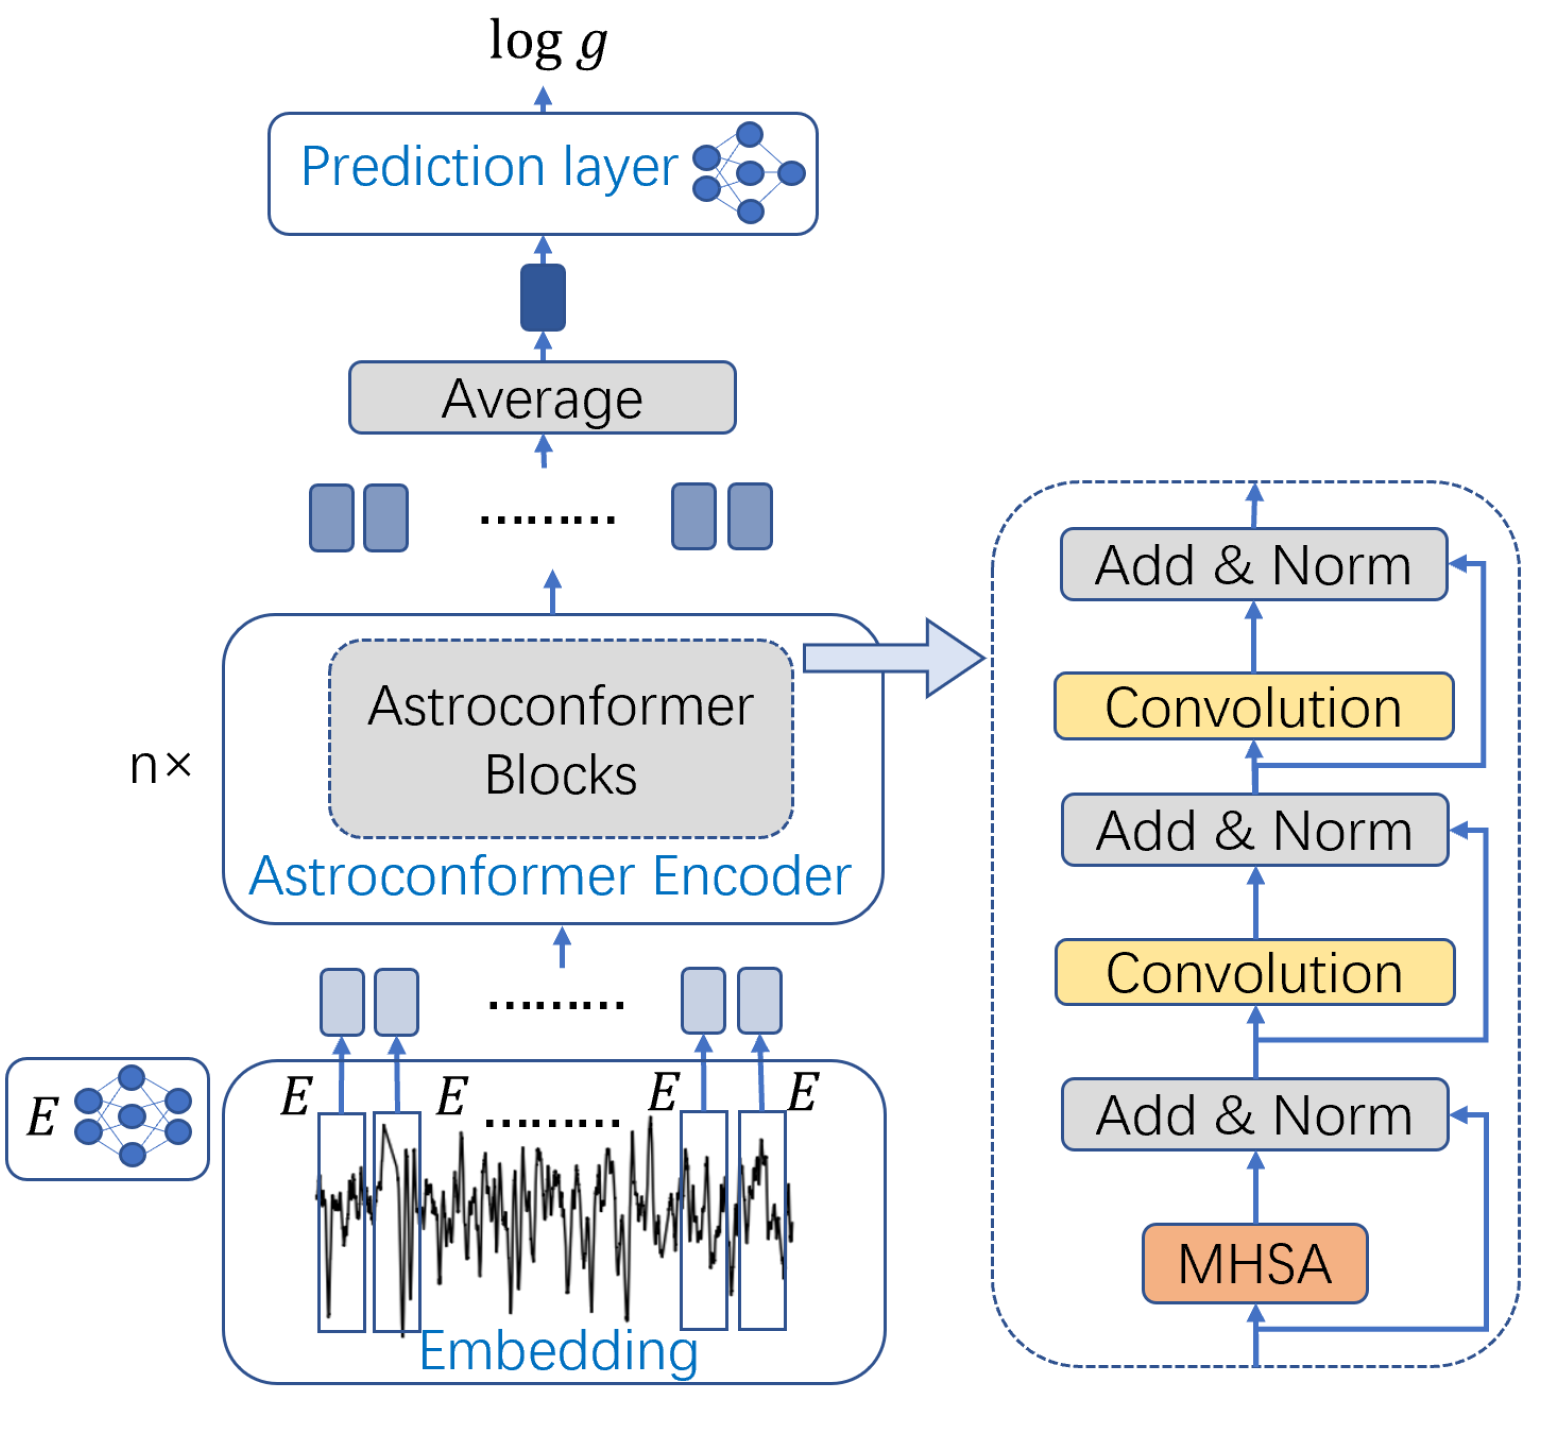 log g
Prediction layer
Average
………
Astroconformer
Blocks
n×
Astroconformer Encoder
………
E
E
E
………
E
E
Embedding
Add & Norm
Convolution
Add & Norm
Convolution
Add & Norm
MHSA